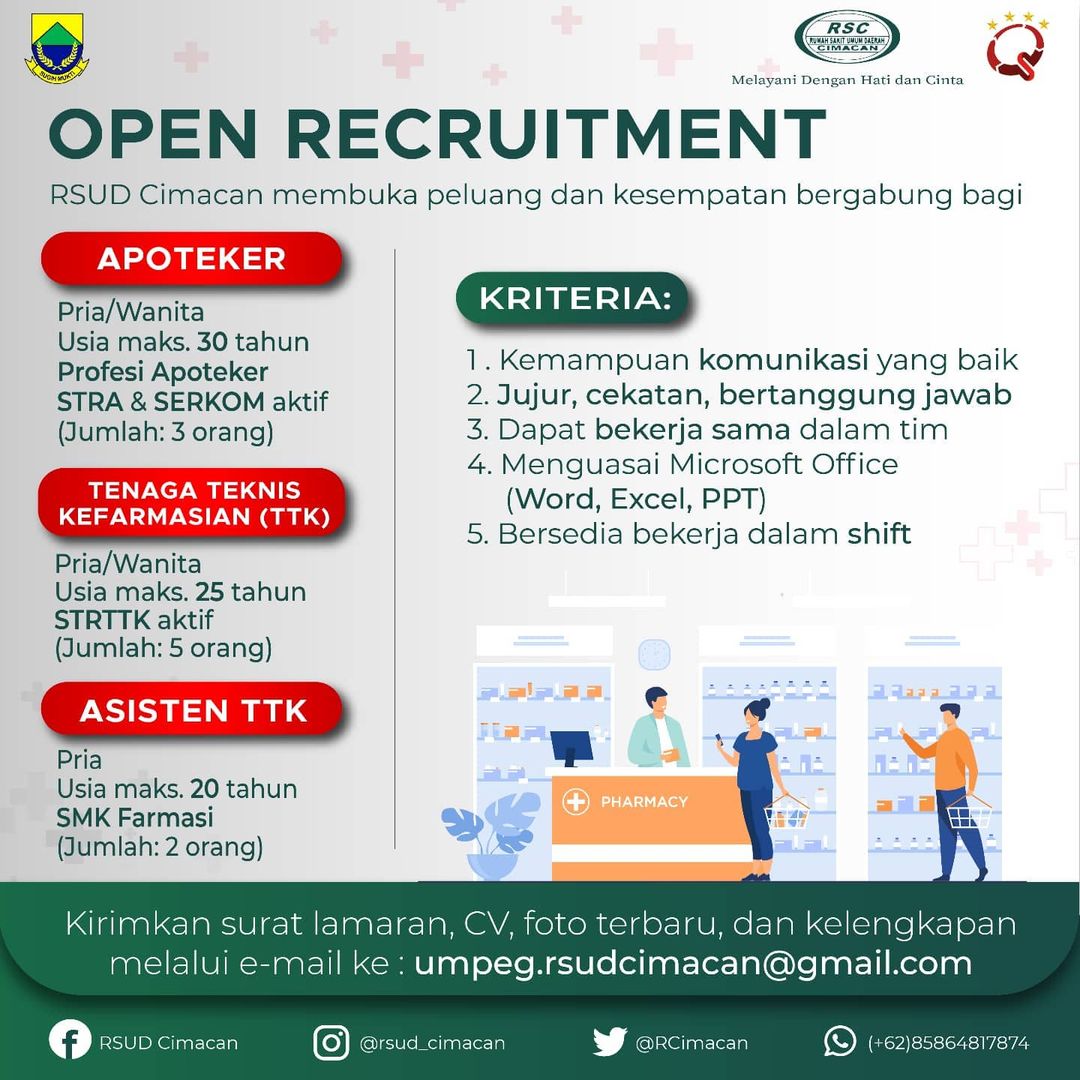 SUGIH MUKTI
RSC
RUMAH SAKIT UMUM DAERAH
CIMACAN
Melayani Dengan Hati dan Cinta
OPEN RECRUITMENT
RSUD Cimacan membuka peluang dan kesempatan bergabung bagi
APOTEKER
Pria/Wanita
Usia maks. 30 tahun
Profesi Apoteker
STRA & SERKOM aktif
(Jumlah: 3 orang)
TENAGA TEKNIS
KEFARMASIAN (TTK)
Pria/Wanita
Usia maks. 25 tahun
STRTTK aktif
(Jumlah: 5 orang)
ASISTEN TTK
Pria
Usia maks. 20 tahun
SMK Farmasi
(Jumlah: 2 orang)
KRITERIA:
1. Kemampuan komunikasi yang baik
2. Jujur, cekatan, bertanggung jawab
3. Dapat bekerja sama dalam tim
4. Menguasai Microsoft Office
(Word, Excel, PPT)
5. Bersedia bekerja dalam shift
PHARMACY
Kirimkan surat lamaran, CV, foto terbaru, dan kelengkapan
melalui e-mail ke : umpeg.rsudcimacan@gmail.com
RSUD Cimacan
@rsud_cimacan
@RCimacan
(+62)85864817874